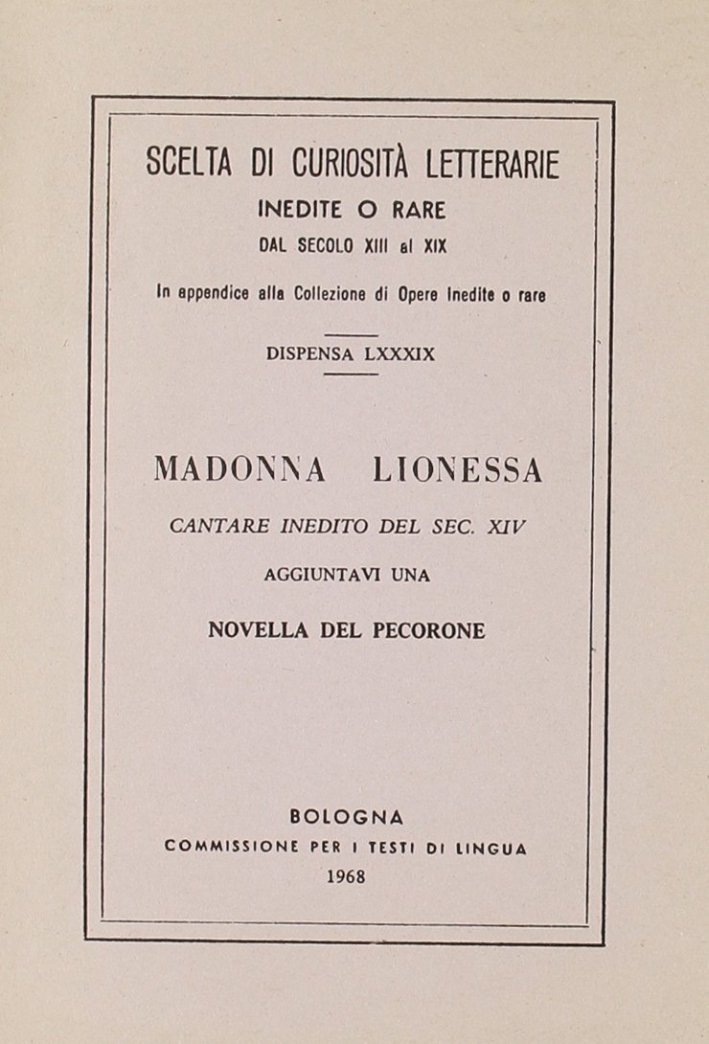 SCELTA DI CURIOSITÀ LETTERARIE
INEDITE O RARE
DAL SECOLO XIII al XIX
In appendice alla Collezione di Opere Inedite o rare
DISPENSA LXXXIX
MADONNA LIONESSA
CANTARE INEDITO DEL SEC. XIV
AGGIUNTAVI UNA
NOVELLA DEL PECORONE
BOLOGNA
COMMISSIONE PER I TESTI DI LINGUA
1968